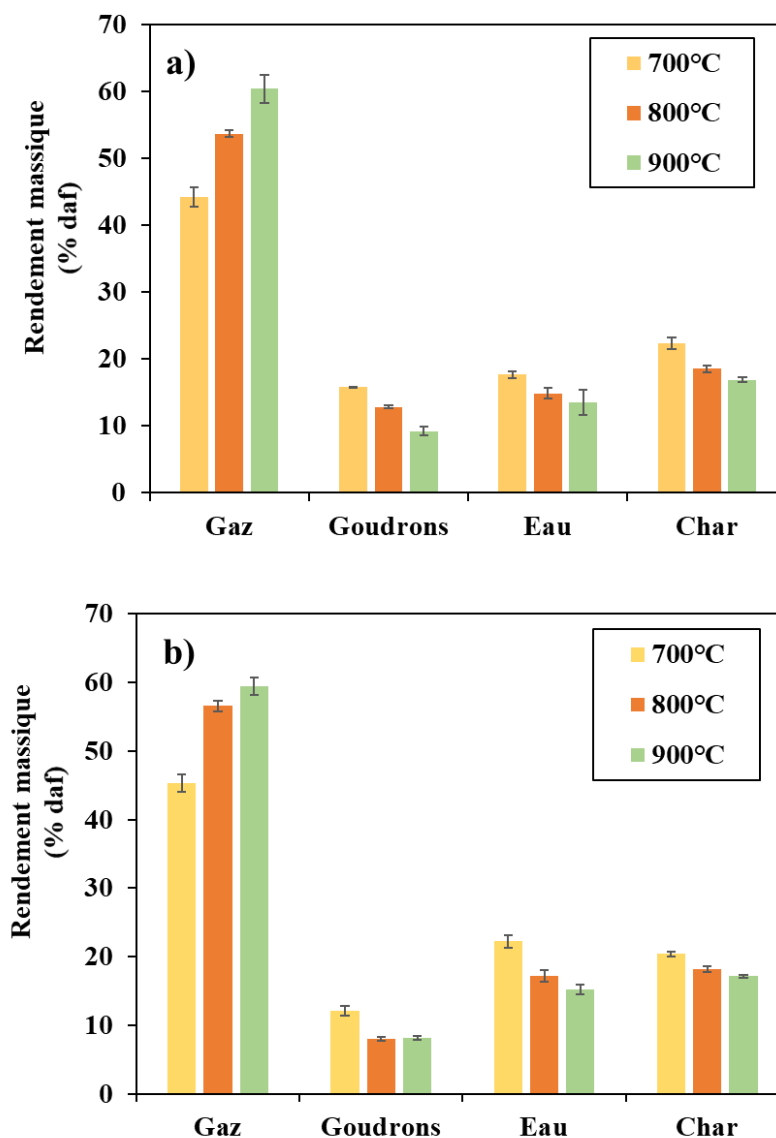 a)
700°C
800°C
900°C
Rendement massique
(% daf)
70
60
50
40
30
20
10
0
Gaz Goudrons Eau Char
b)
700°C
800°C
900°C
Rendement massique
(% daf)
70
60
50
40
30
20
10
0
Gaz Goudrons Eau Char